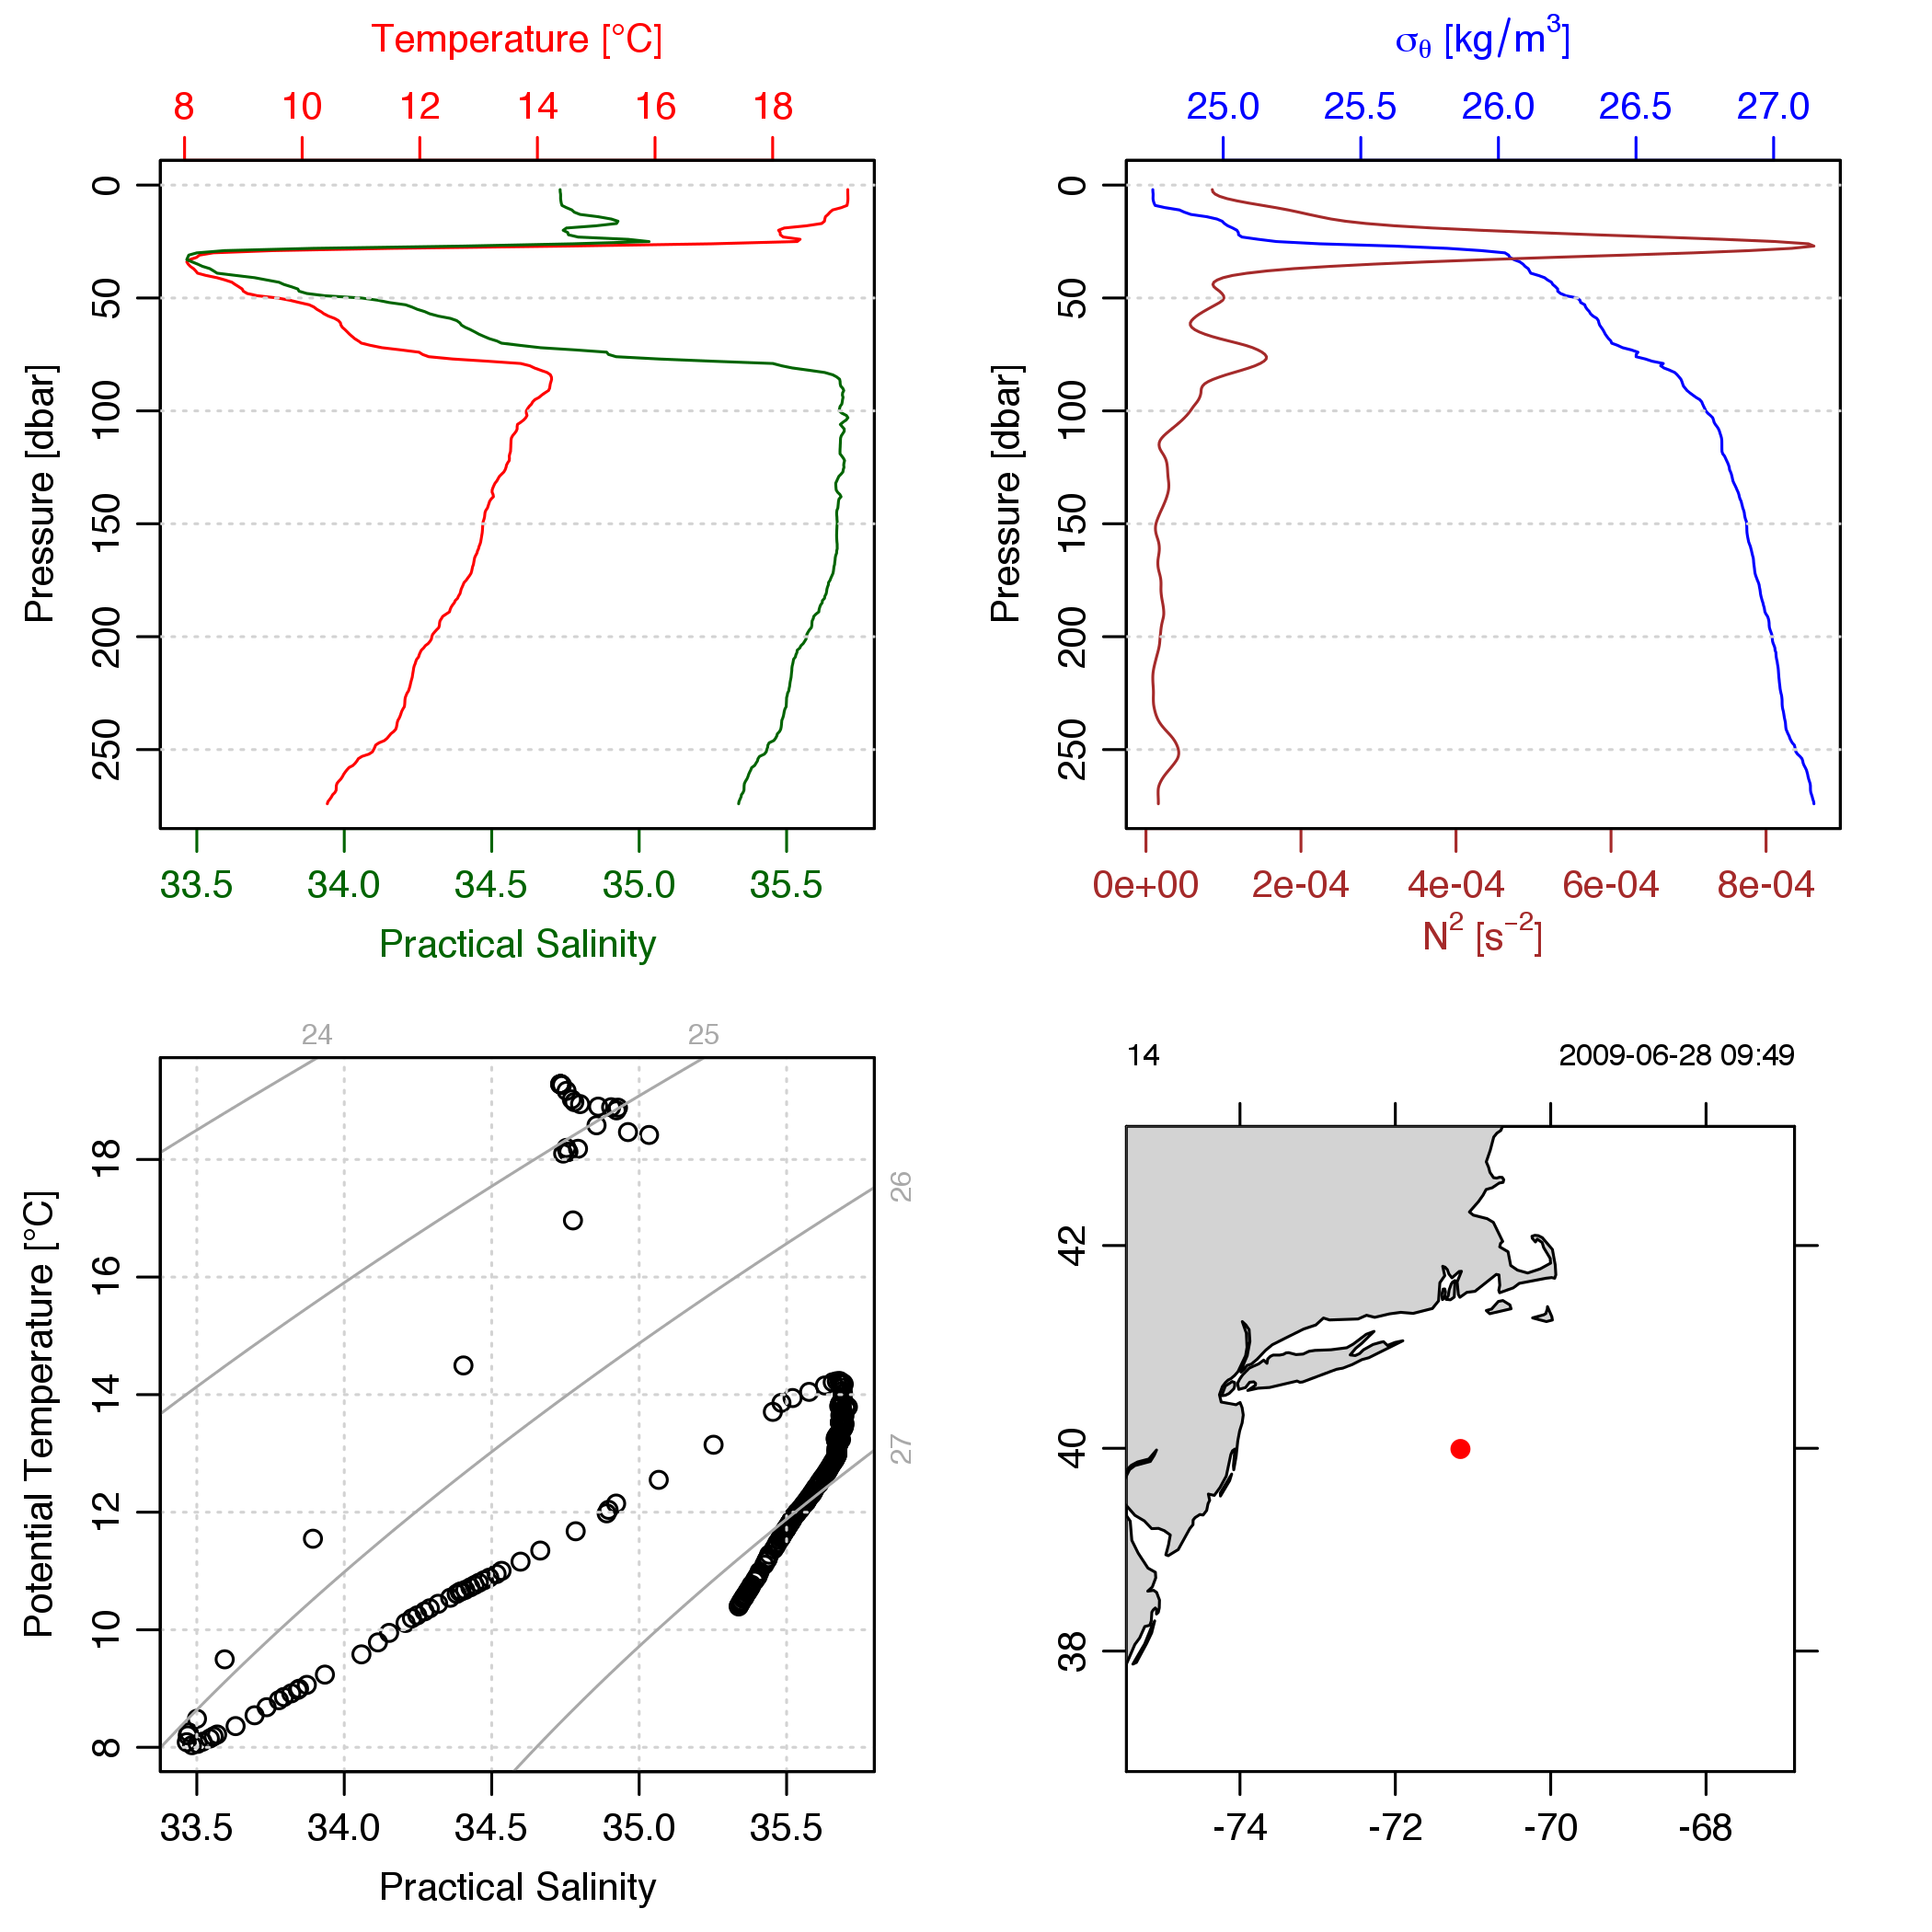 Temperature [°C]
8 10 12 14 16 18
0 50 100 150 200 250
Pressure [dbar]
33.5 34.0 34.5 35.0 35.5
Practical Salinity
σθ [kg/m³]
25.0 25.5 26.0 26.5 27.0
0 50 100 150 200 250
Pressure [dbar]
0e+00 2e-04 4e-04 6e-04 8e-04
N² [s⁻²]
24 25
26
27
18 16 14 12 10 8
Potential Temperature [°C]
33.5 34.0 34.5 35.0 35.5
Practical Salinity
14 2009-06-28 09:49
42 40 38
-74 -72 -70 -68